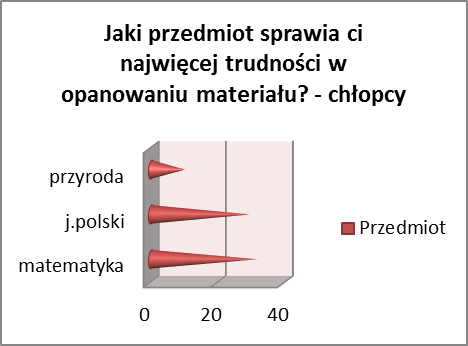 Jaki przedmiot sprawia ci
najwięcej trudności w
opanowaniu materiału? - chłopcy
przyroda
j.polski
matematyka
Przedmiot
0 20 40